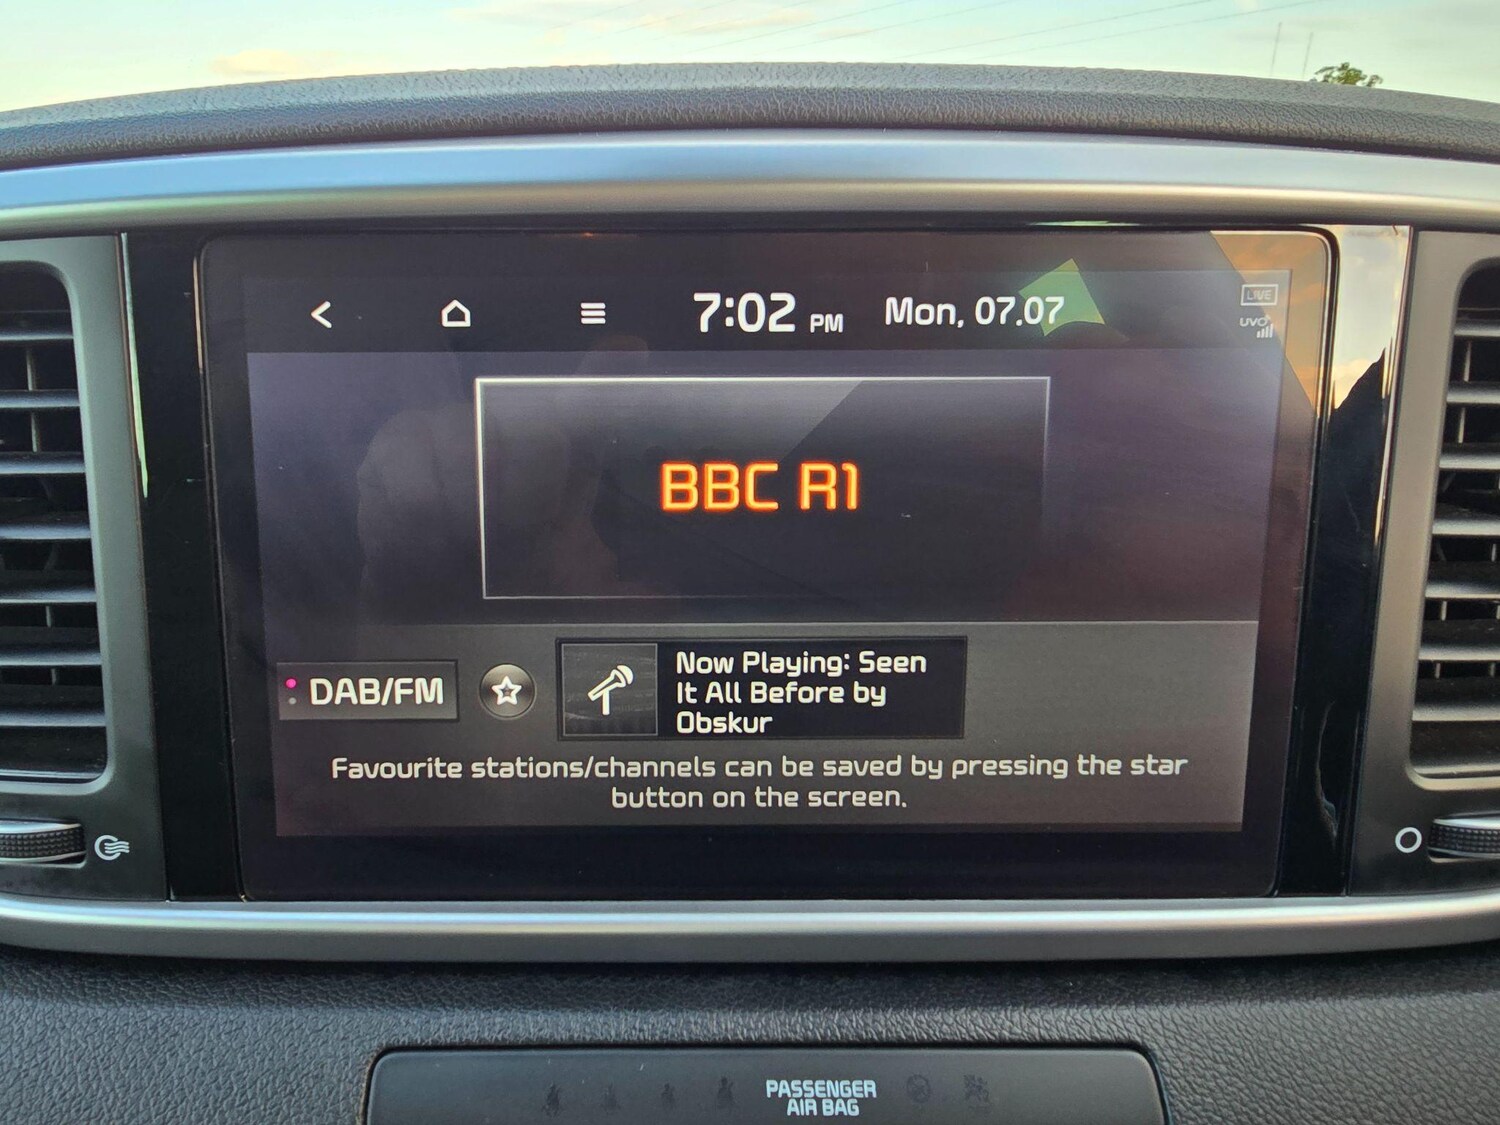 7:02 PM Mon, 07.07
LIVE
UVO
BBC R1
DAB/FM
Now Playing: Seen
It All Before by
Obskur
Favourite stations/channels can be saved by pressing the star
button on the screen.
PASSENGER
AIR BAG